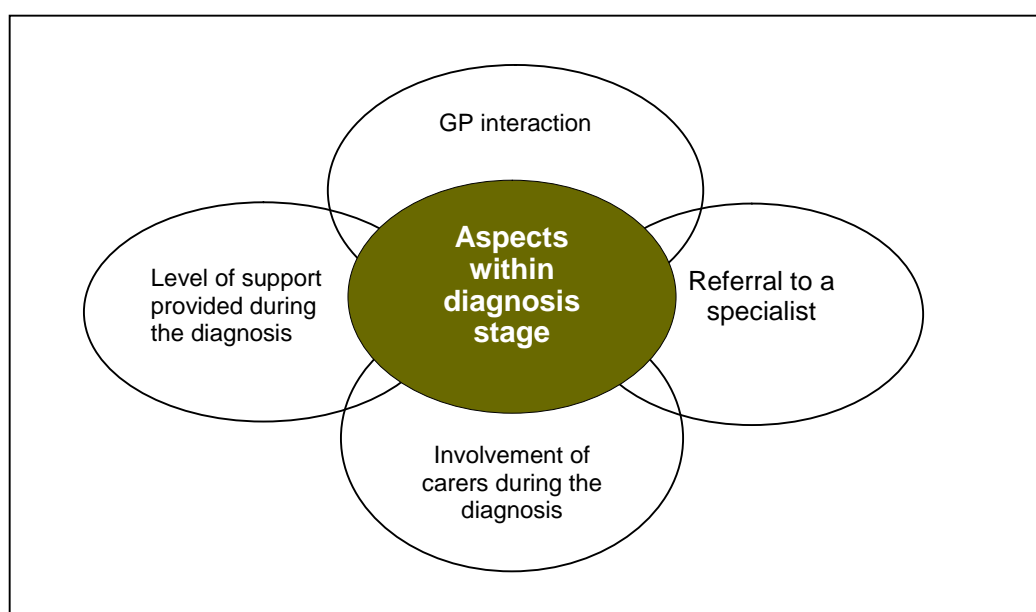 GP interaction
Aspects
within
diagnosis
stage
Level of support
provided during
the diagnosis
Referral to a
specialist
Involvement of
carers during the
diagnosis